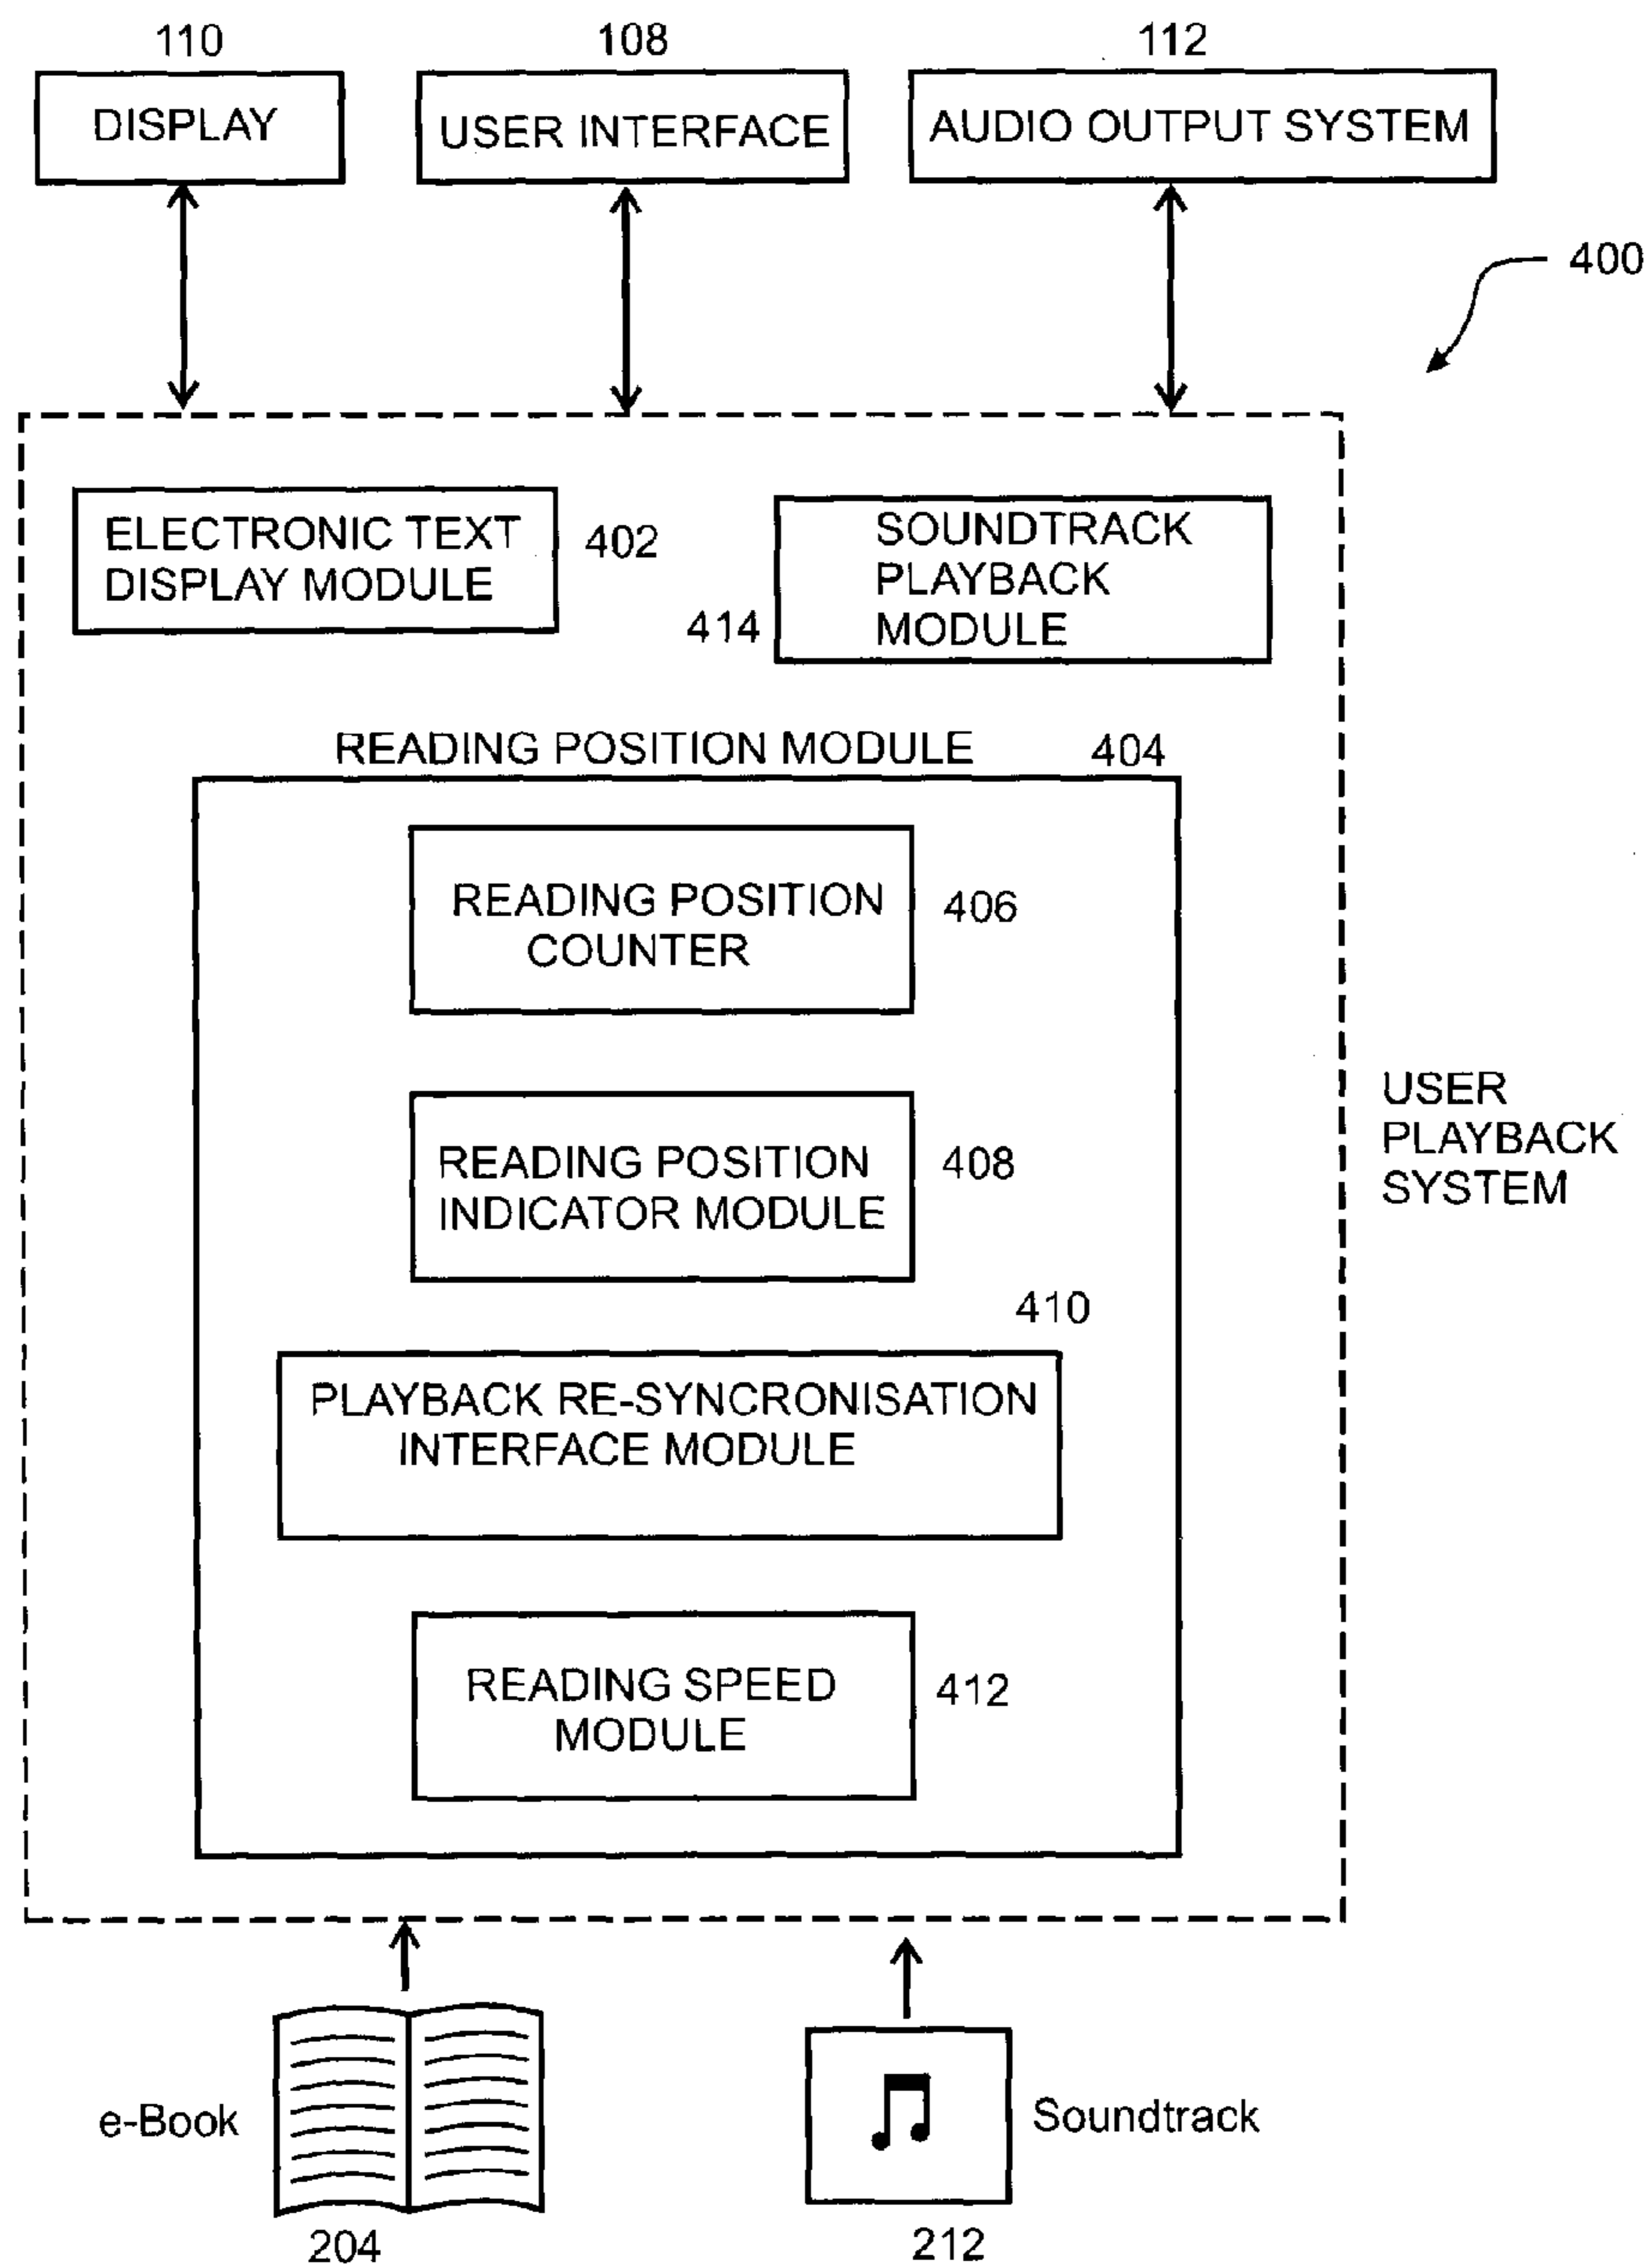 110
108
112
DISPLAY
USER INTERFACE
AUDIO OUTPUT SYSTEM
400
ELECTRONIC TEXT
DISPLAY MODULE
402
SOUNDTRACK
PLAYBACK
MODULE
414
READING POSITION MODULE
404
READING POSITION
COUNTER
406
READING POSITION
INDICATOR MODULE
408
USER
PLAYBACK
SYSTEM
410
PLAYBACK RE-SYNCRONISATION
INTERFACE MODULE
READING SPEED
MODULE
412
e-Book
204
Soundtrack
212